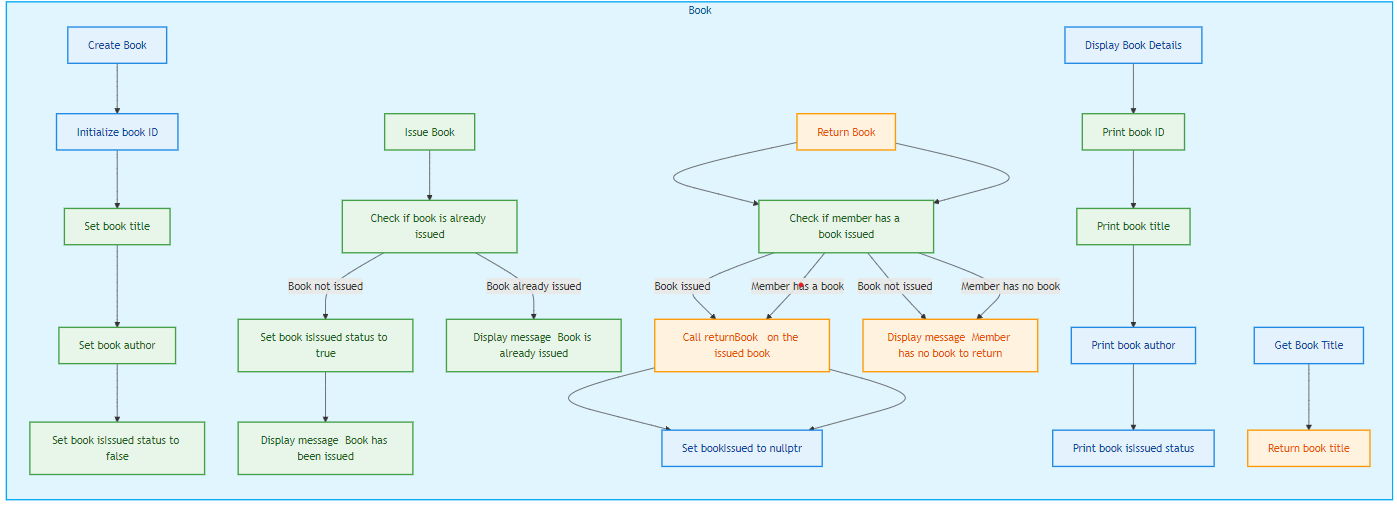 Book
Create Book
Display Book Details
Initialize book ID
Issue Book
Return Book
Print book ID
Set book title
Check if book is already
issued
Check if member has a
book issued
Print book title
Book not issued
Book already issued
Book issued
Member has a book
Book not issued
Member has no book
Set book author
Set book isIssued status to
true
Display message Book is
already issued
Call returnBook on the
issued book
Display message Member
has no book to return
Print book author
Get Book Title
Set book isIssued status to
false
Display message Book has
been issued
Set bookIssued to nullptr
Print book isIssued status
Return book title